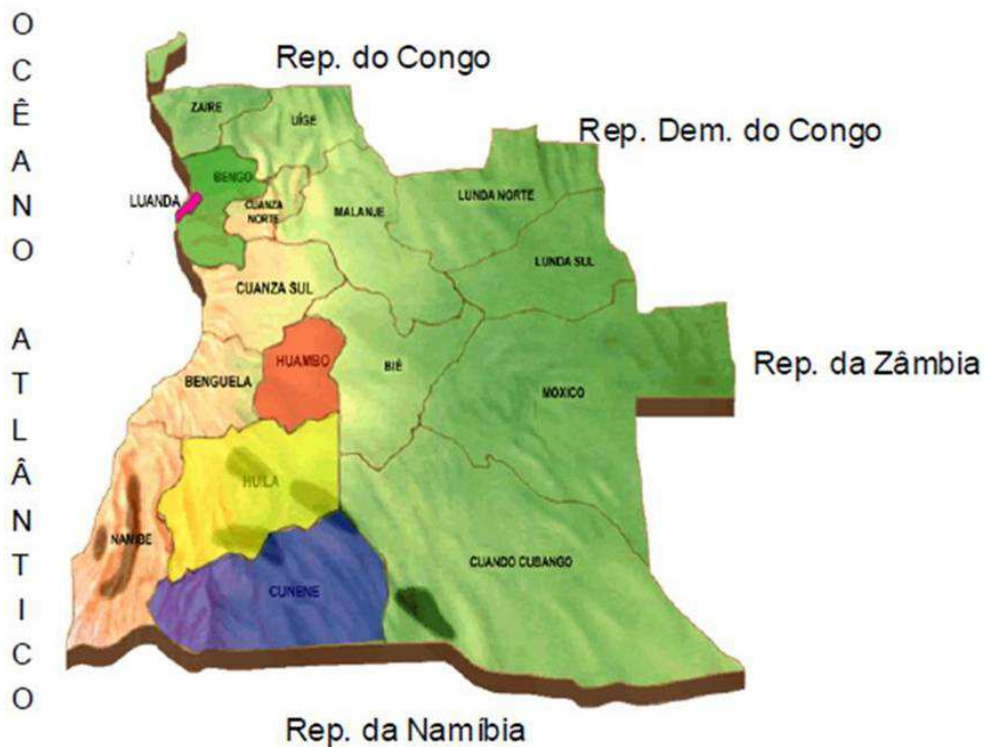 OCÊANO ATLÂNTICO
Rep. do Congo
Rep. Dem. do Congo
ZAIRE
UÍGE
BENGO
LUANDA
CUANZA
NORTE
MALANJE
LUNDA NORTE
LUNDA SUL
CUANZA SUL
HUAMBO
BIÉ
BENGUELA
MOXICO
Rep. da Zâmbia
HUILA
NAMIBE
CUNENE
CUANDO CUBANGO
Rep. da Namíbia